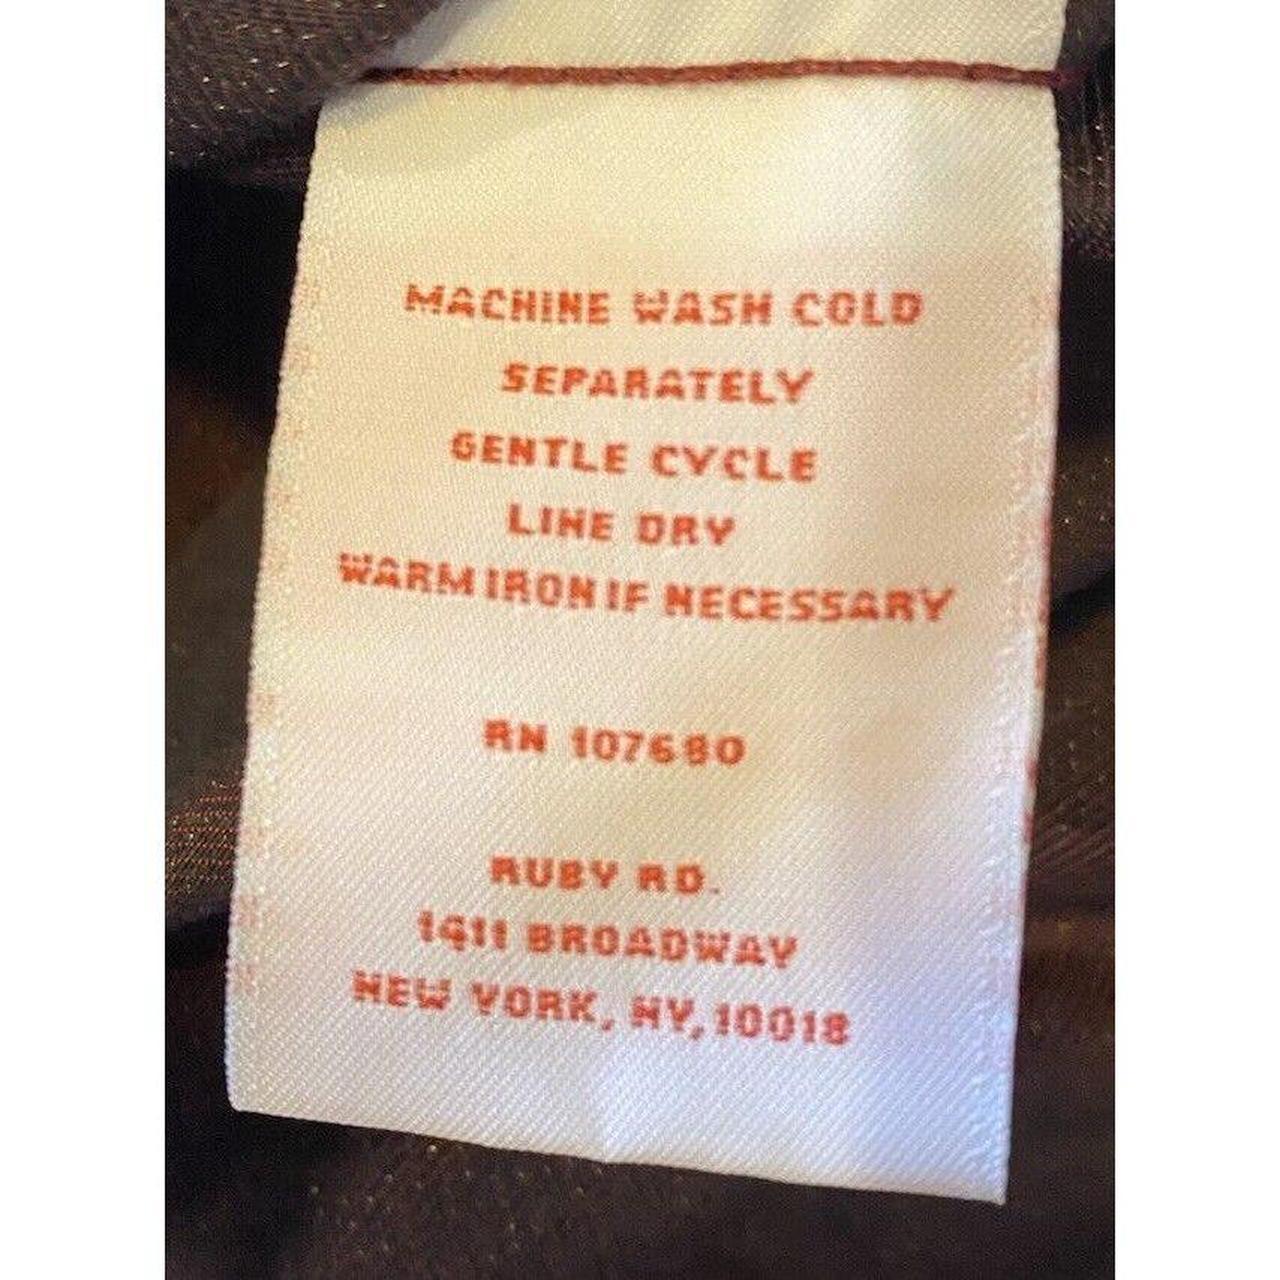 MACHINE WASH COLD
SEPARATELY
GENTLE CYCLE
LINE DRY
WARM IRON IF NECESSARY
RN 107680
RUBY RD.
1411 BROADWAY
NEW YORK, NY, 10018